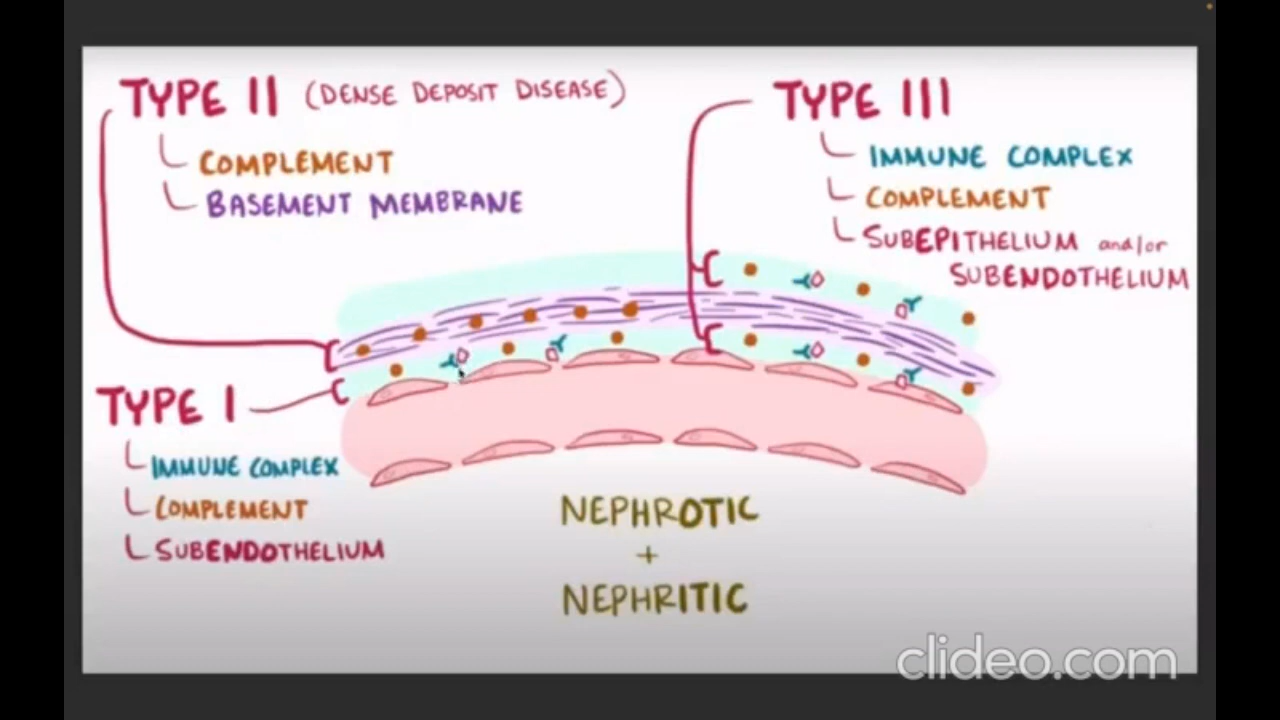 TYPE II (DENSE DEPOSIT DISEASE)
COMPLEMENT
BASEMENT MEMBRANE
TYPE III
IMMUNE COMPLEX
COMPLEMENT
SUBEPITHELIUM and/or
SUBENDOTHELIUM
TYPE I
IMMUNE COMPLEX
COMPLEMENT
SUBENDOTHELIUM
NEPHROTIC
+
NEPHRITIC
clideo.com